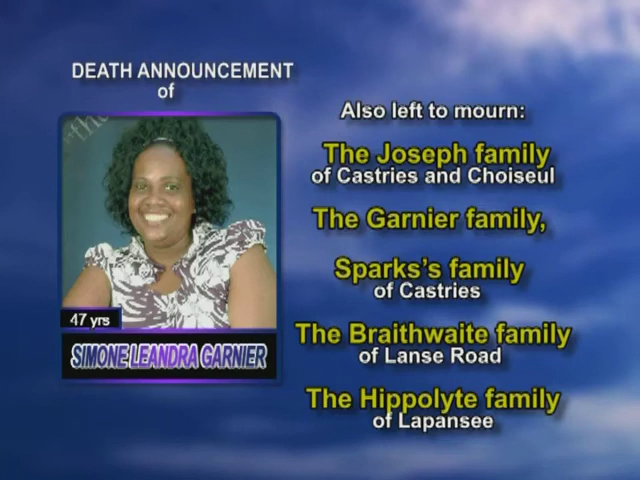 DEATH ANNOUNCEMENT
of
47 yrs
SIMONE LEANDRA GARNIER
Also left to mourn:
The Joseph family
of Castries and Choiseul
The Garnier family,
Sparks's family
of Castries
The Braithwaite family
of Lanse Road
The Hippolyte family
of Lapansee